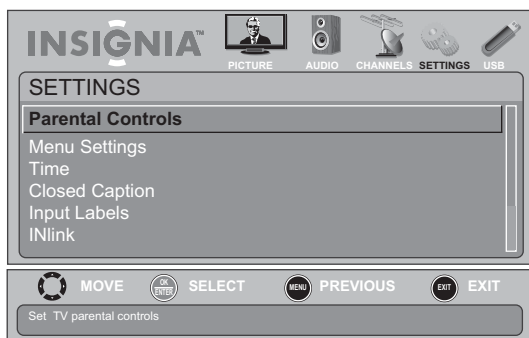 INSIGNIA™
PICTURE AUDIO CHANNELS SETTINGS USB
SETTINGS
Parental Controls
Menu Settings
Time
Closed Caption
Input Labels
INlink
MOVE OK ENTER SELECT MENU PREVIOUS EXIT EXIT
Set TV parental controls